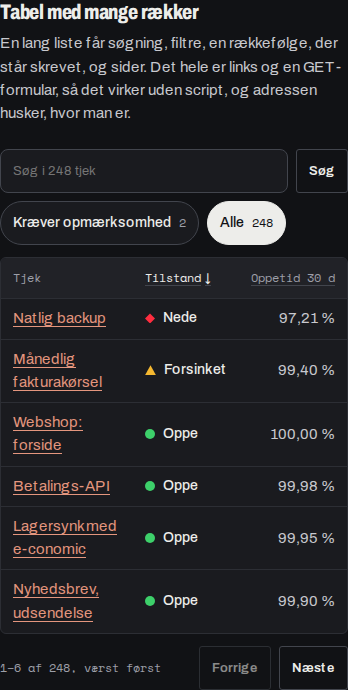 Tabel med mange rækker
En lang liste får søgning, filtre, en rækkefølge, der
står skrevet, og sider. Det hele er links og en GET-
formular, så det virker uden script, og adressen
husker, hvor man er.
Søg i 248 tjek
Søg
Kræver opmærksomhed 2
Alle 248
Tjek Tilstand ↓ Oppetid 30 d
Natlig backup Nede 97,21 %
Månedlig
fakturakørsel Forsinket 99,40 %
Webshop:
forside Oppe 100,00 %
Betalings-API Oppe 99,98 %
Lagersynk med
e-conomic Oppe 99,95 %
Nyhedsbrev,
udsendelse Oppe 99,90 %
1–6 af 248, værst først Forrige Næste